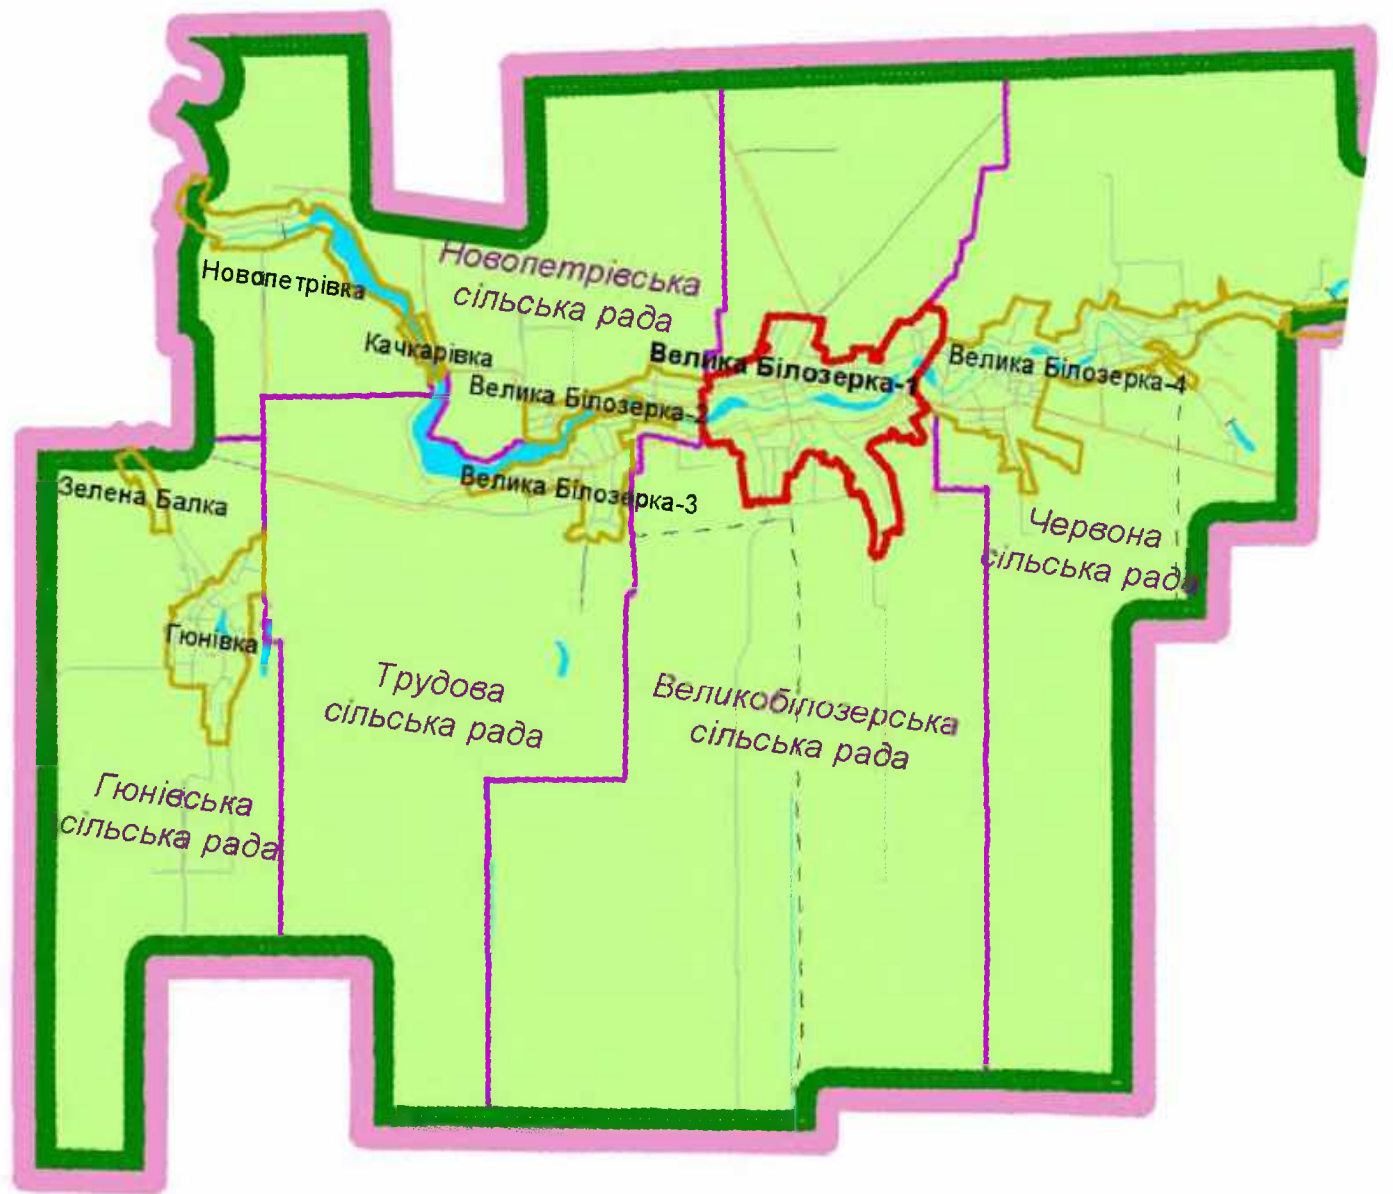 Новопетрівська
сільська рада
Новопетрівка
Качкарівка
Велика Білозерка-1
Велика Білозерка-4
Велика Білозерка-2
Велика Білозерка-3
Зелена Балка
Червона
сільська рада
Гюнівка
Трудова
сільська рада
Великобілозерська
сільська рада
Гюнівська
сільська рада